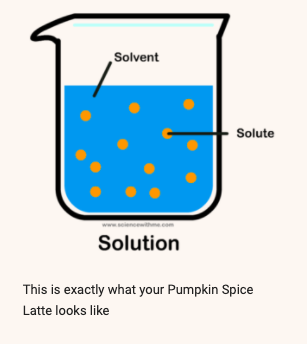 Solvent
Solute
www.sciencewithme.com
Solution
This is exactly what your Pumpkin Spice
Latte looks like